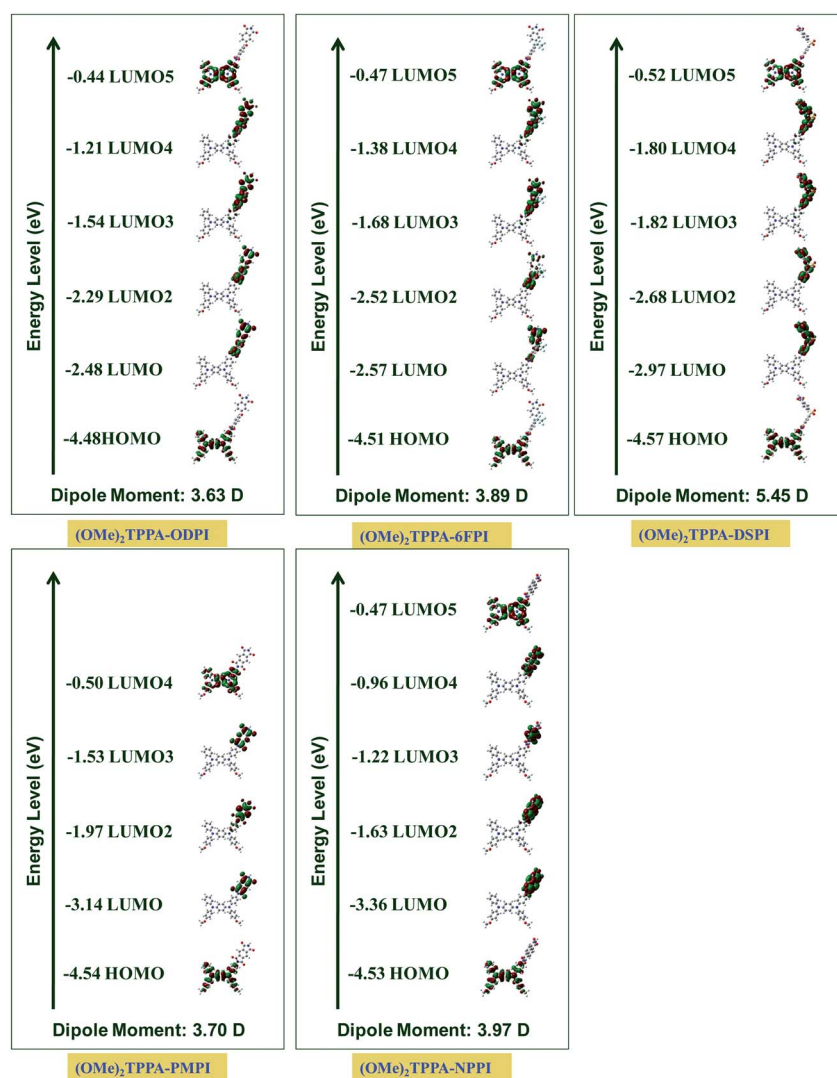 Energy Level (eV)
-0.44 LUMO5
-1.21 LUMO4
-1.54 LUMO3
-2.29 LUMO2
-2.48 LUMO
-4.48HOMO
Dipole Moment: 3.63 D
(OMe)₂TPPA-ODPI
Energy Level (eV)
-0.47 LUMO5
-1.38 LUMO4
-1.68 LUMO3
-2.52 LUMO2
-2.57 LUMO
-4.51 HOMO
Dipole Moment: 3.89 D
(OMe)₂TPPA-6FPI
Energy Level (eV)
-0.52 LUMO5
-1.80 LUMO4
-1.82 LUMO3
-2.68 LUMO2
-2.97 LUMO
-4.57 HOMO
Dipole Moment: 5.45 D
(OMe)₂TPPA-DSPI
Energy Level (eV)
-0.50 LUMO4
-1.53 LUMO3
-1.97 LUMO2
-3.14 LUMO
-4.54 HOMO
Dipole Moment: 3.70 D
(OMe)₂TPPA-PMPI
Energy Level (eV)
-0.47 LUMO5
-0.96 LUMO4
-1.22 LUMO3
-1.63 LUMO2
-3.36 LUMO
-4.53 HOMO
Dipole Moment: 3.97 D
(OMe)₂TPPA-NPPI